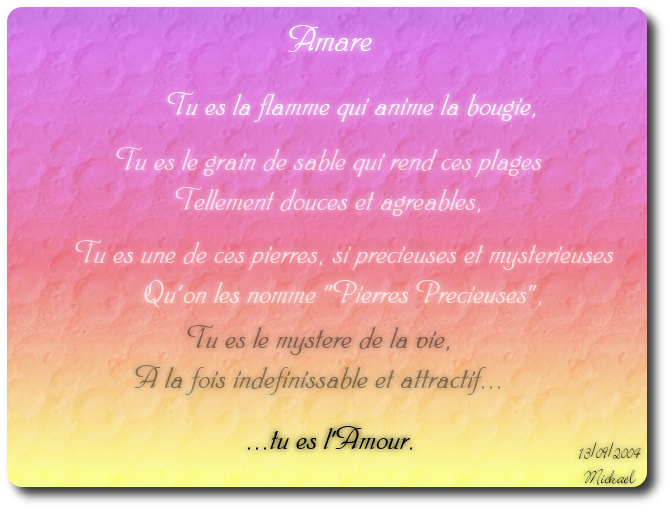 Amare
Tu es la flamme qui anime la bougie,
Tu es le grain de sable qui rend ces plages
Tellement douces et agreables,
Tu es une de ces pierres, si precieuses et mysterieuses
Qu'on les nomme "Pierres Precieuses",
Tu es le mystere de la vie,
A la fois indefinissable et attractif...
...tu es l'Amour.
13/09/2004
Mickael